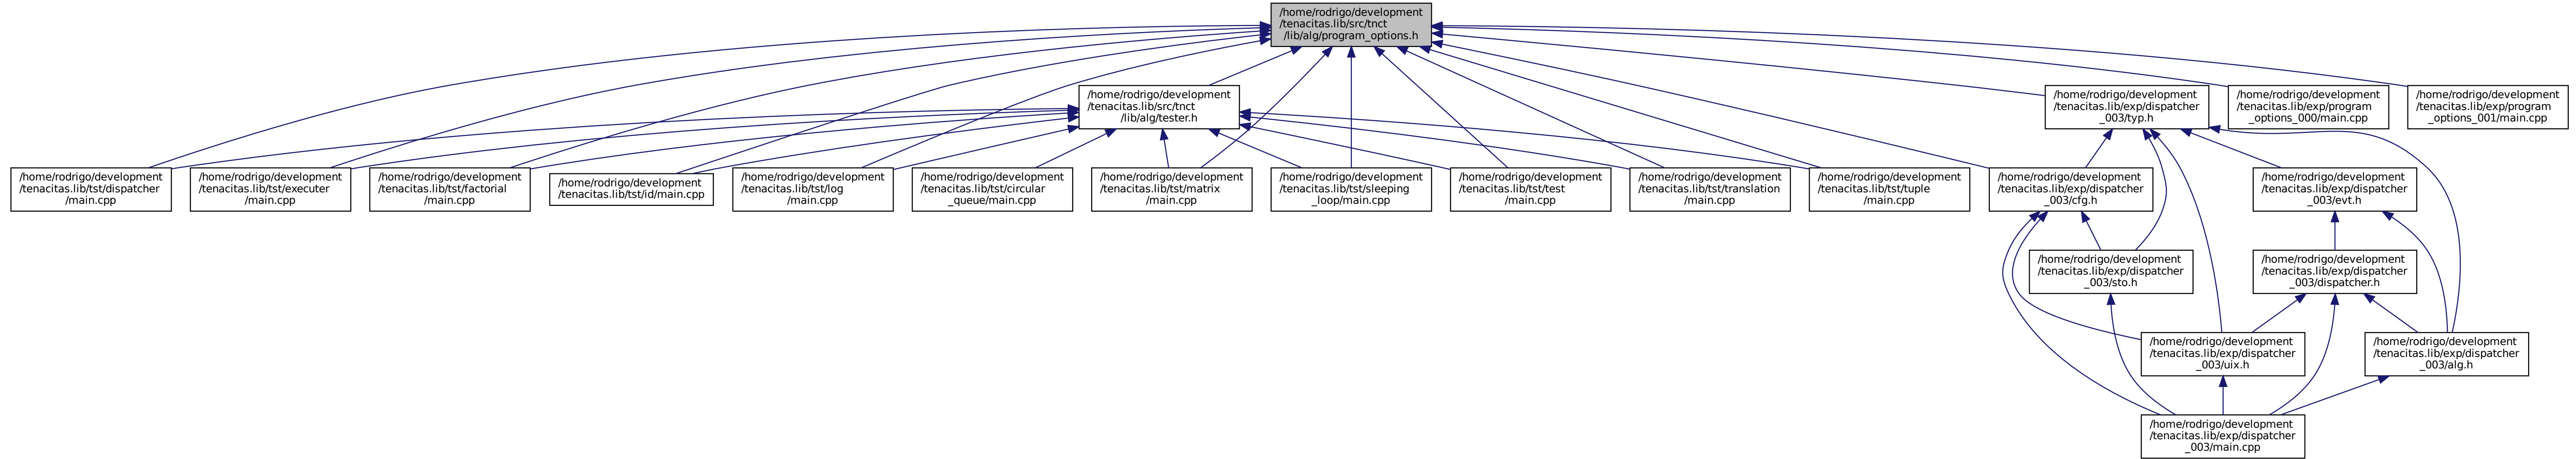 /home/rodrigo/development
/tenacitas.lib/src/tnct
/lib/alg/program_options.h
/home/rodrigo/development
/tenacitas.lib/src/tnct
/lib/alg/tester.h
/home/rodrigo/development
/tenacitas.lib/exp/dispatcher
_003/typ.h
/home/rodrigo/development
/tenacitas.lib/exp/program
_options_000/main.cpp
/home/rodrigo/development
/tenacitas.lib/exp/program
_options_001/main.cpp
/home/rodrigo/development
/tenacitas.lib/tst/dispatcher
/main.cpp
/home/rodrigo/development
/tenacitas.lib/tst/executer
/main.cpp
/home/rodrigo/development
/tenacitas.lib/tst/factorial
/main.cpp
/home/rodrigo/development
/tenacitas.lib/tst/id/main.cpp
/home/rodrigo/development
/tenacitas.lib/tst/log
/main.cpp
/home/rodrigo/development
/tenacitas.lib/tst/circular
_queue/main.cpp
/home/rodrigo/development
/tenacitas.lib/tst/matrix
/main.cpp
/home/rodrigo/development
/tenacitas.lib/tst/sleeping
_loop/main.cpp
/home/rodrigo/development
/tenacitas.lib/tst/test
/main.cpp
/home/rodrigo/development
/tenacitas.lib/tst/translation
/main.cpp
/home/rodrigo/development
/tenacitas.lib/tst/tuple
/main.cpp
/home/rodrigo/development
/tenacitas.lib/exp/dispatcher
_003/cfg.h
/home/rodrigo/development
/tenacitas.lib/exp/dispatcher
_003/evt.h
/home/rodrigo/development
/tenacitas.lib/exp/dispatcher
_003/sto.h
/home/rodrigo/development
/tenacitas.lib/exp/dispatcher
_003/dispatcher.h
/home/rodrigo/development
/tenacitas.lib/exp/dispatcher
_003/uix.h
/home/rodrigo/development
/tenacitas.lib/exp/dispatcher
_003/alg.h
/home/rodrigo/development
/tenacitas.lib/exp/dispatcher
_003/main.cpp